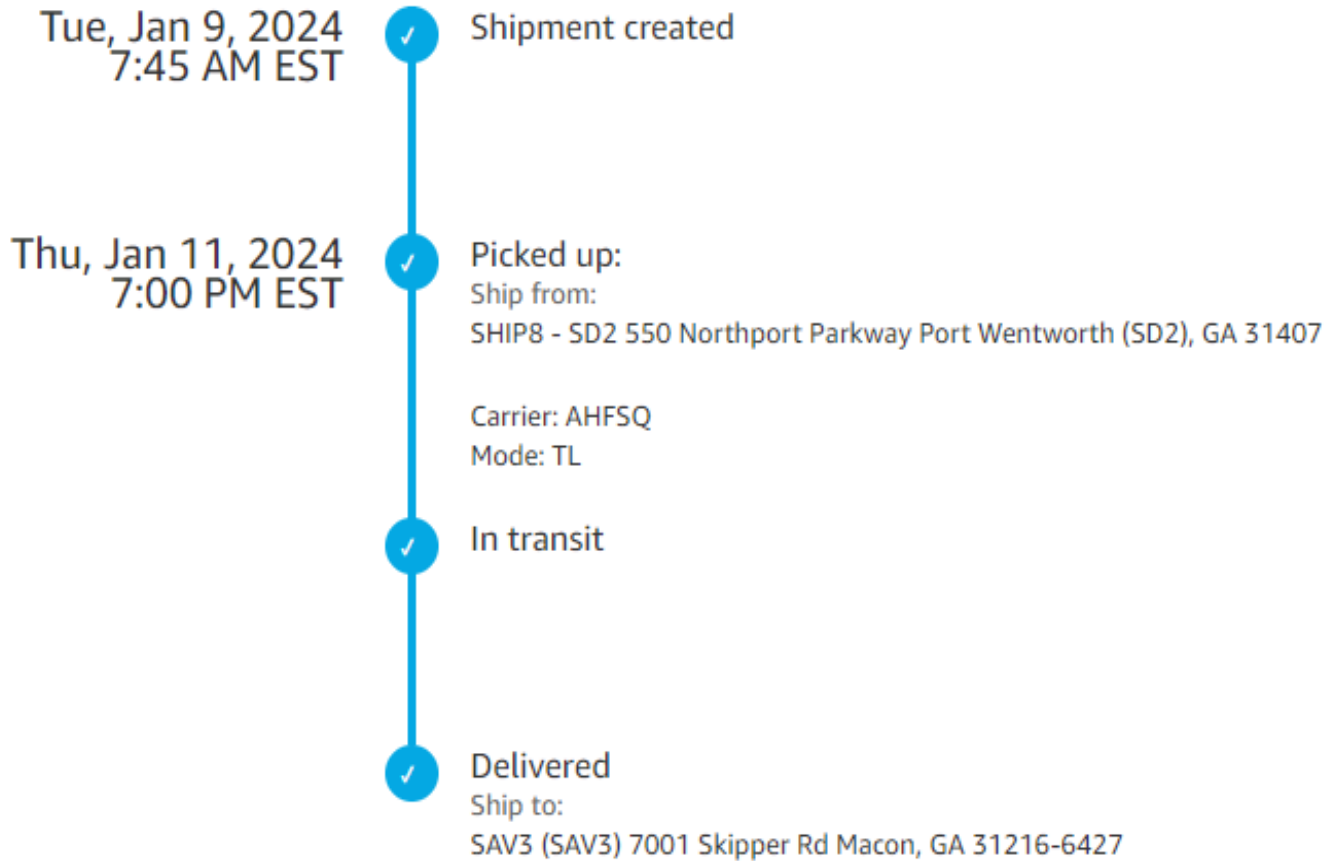 Tue, Jan 9, 2024
7:45 AM EST
Shipment created
Thu, Jan 11, 2024
7:00 PM EST
Picked up:
Ship from:
SHIP8 - SD2 550 Northport Parkway Port Wentworth (SD2), GA 31407
Carrier: AHFSQ
Mode: TL
In transit
Delivered
Ship to:
SAV3 (SAV3) 7001 Skipper Rd Macon, GA 31216-6427